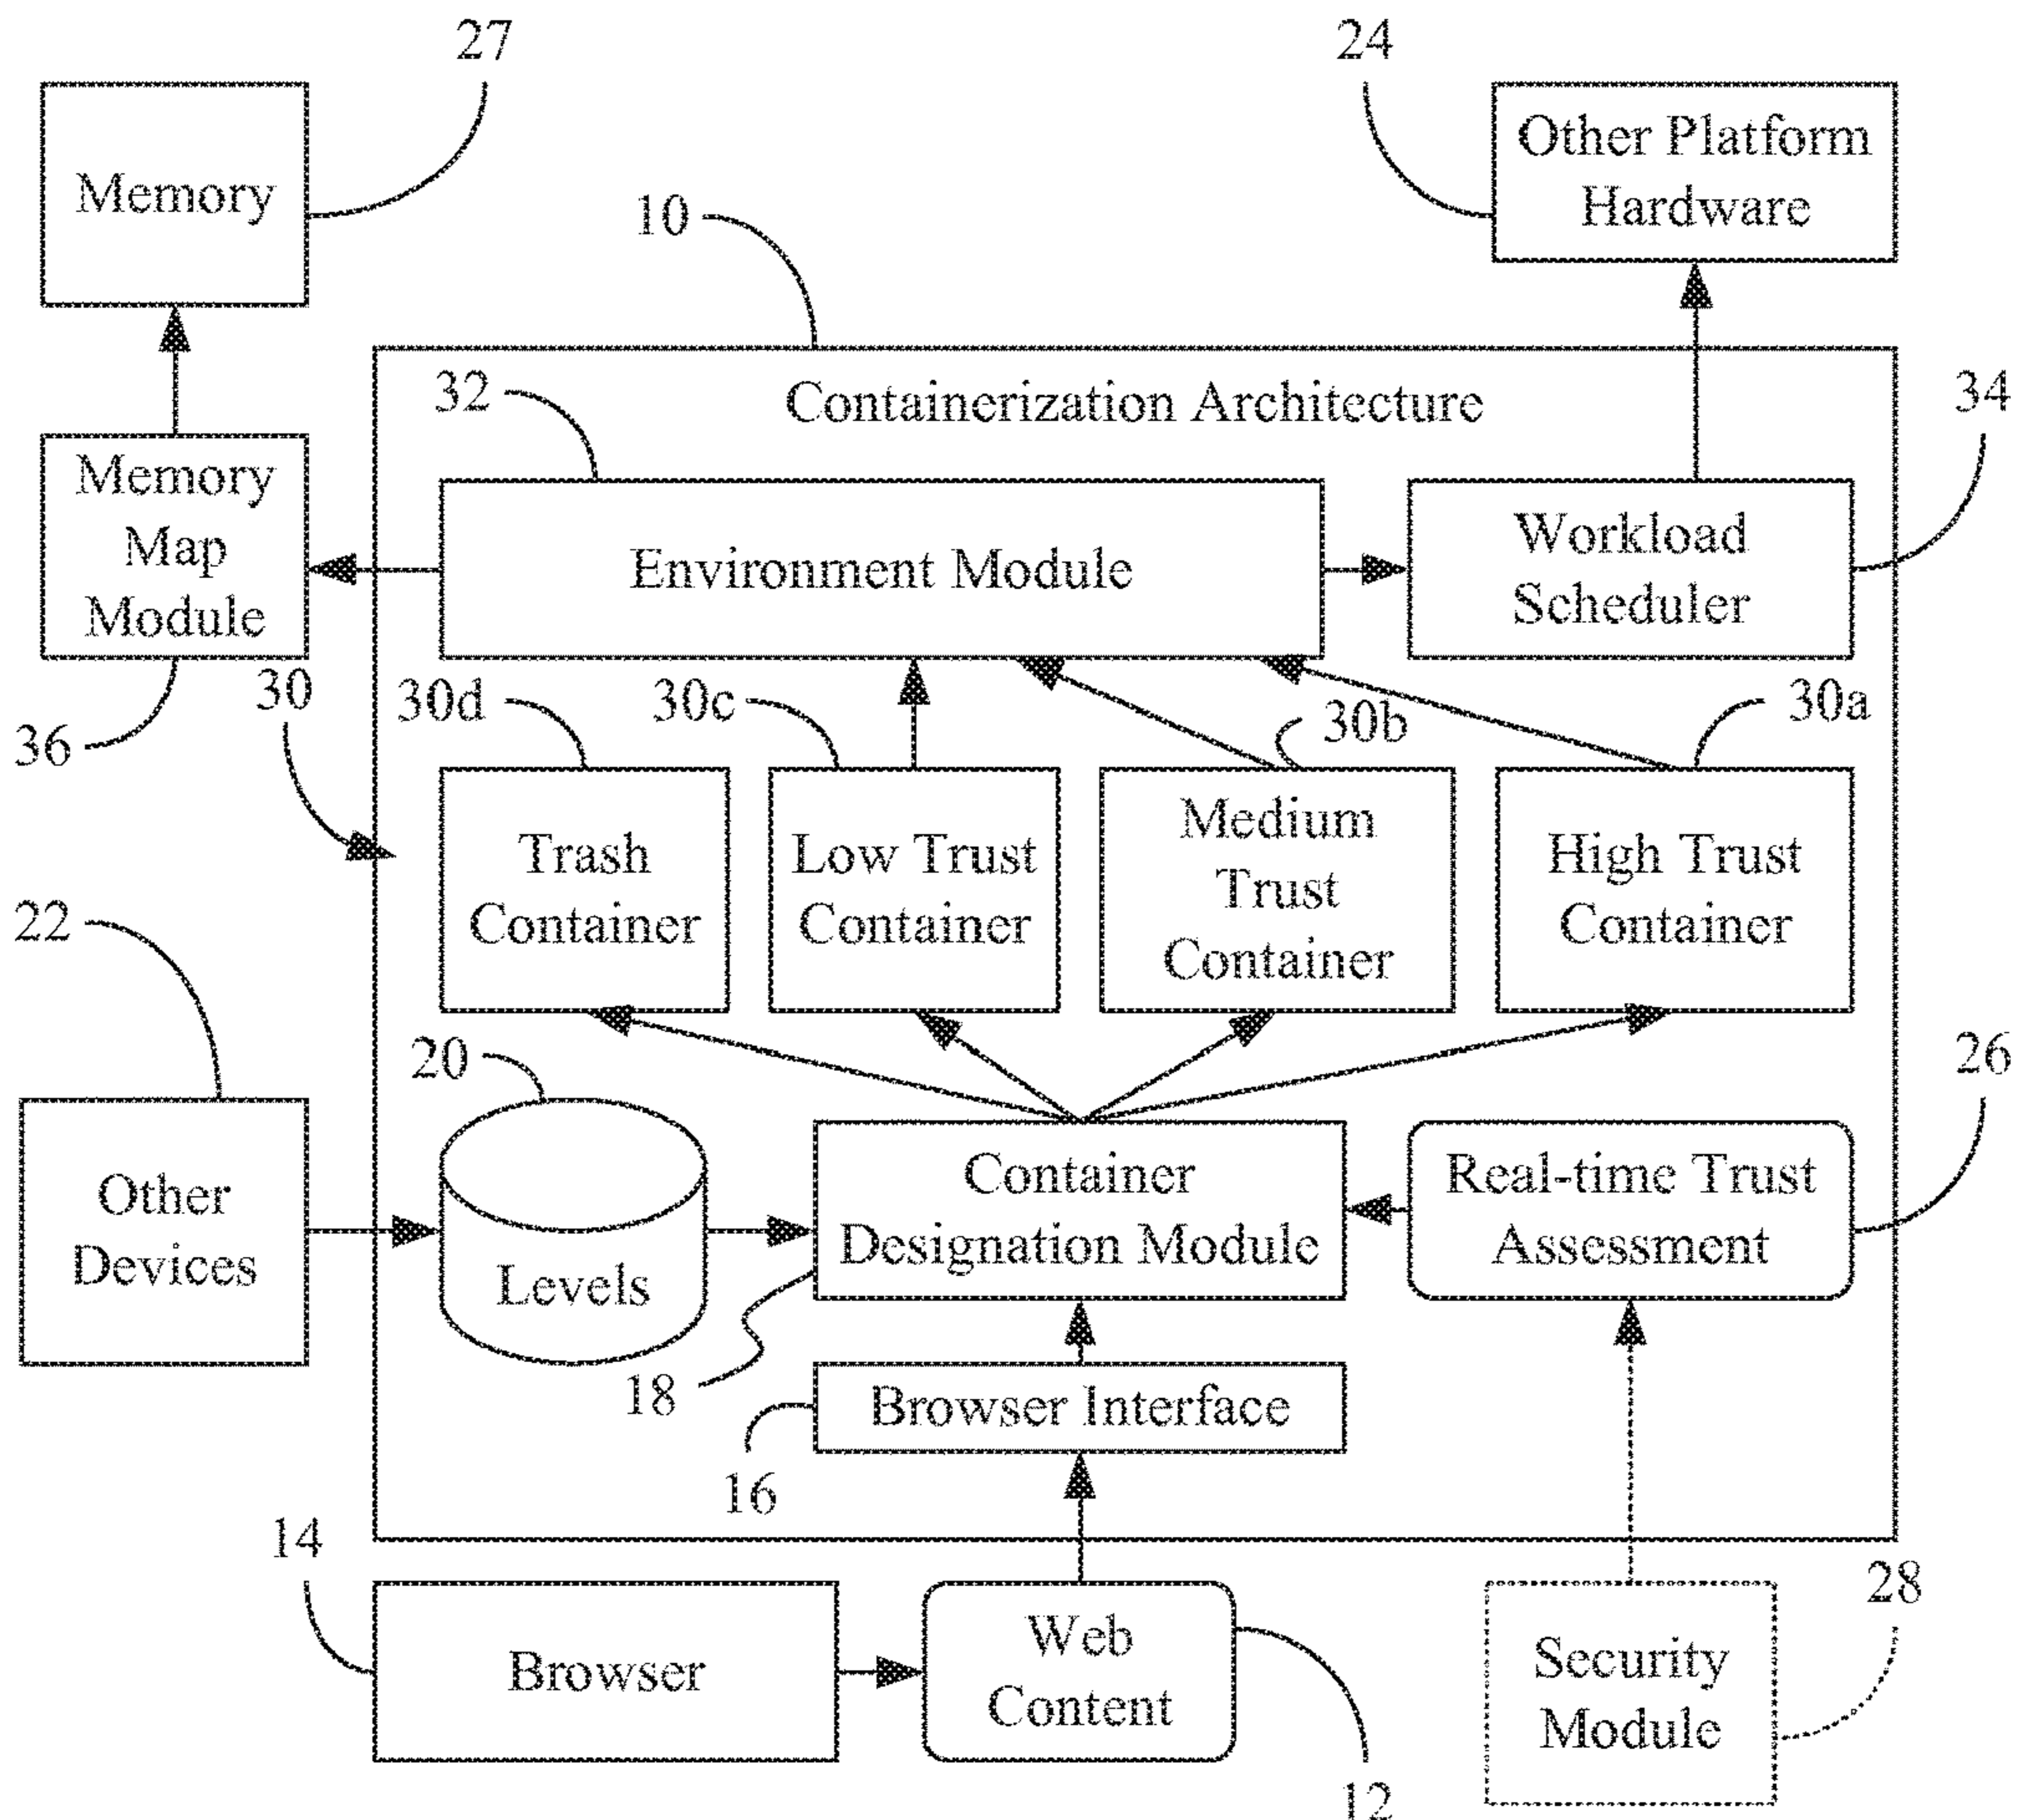 27
24
Memory
Other Platform
Hardware
10
32
Containerization Architecture
34
Memory
Map
Module
Environment Module
Workload
Scheduler
36
30
30d
30c
30b
30a
Trash
Container
Low Trust
Container
Medium
Trust
Container
High Trust
Container
22
20
26
Other
Devices
Levels
Container
Designation Module
Real-time Trust
Assessment
18
Browser Interface
16
14
28
Browser
Web
Content
Security
Module
12